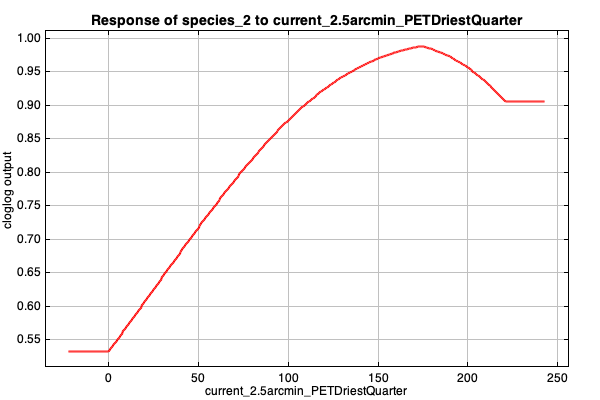 Response of species_2 to current_2.5arcmin_PETDriestQuarter
1.00
0.95
0.90
0.85
0.80
0.75
0.70
0.65
0.60
0.55
cloglog output
0 50 100 150 200 250
current_2.5arcmin_PETDriestQuarter